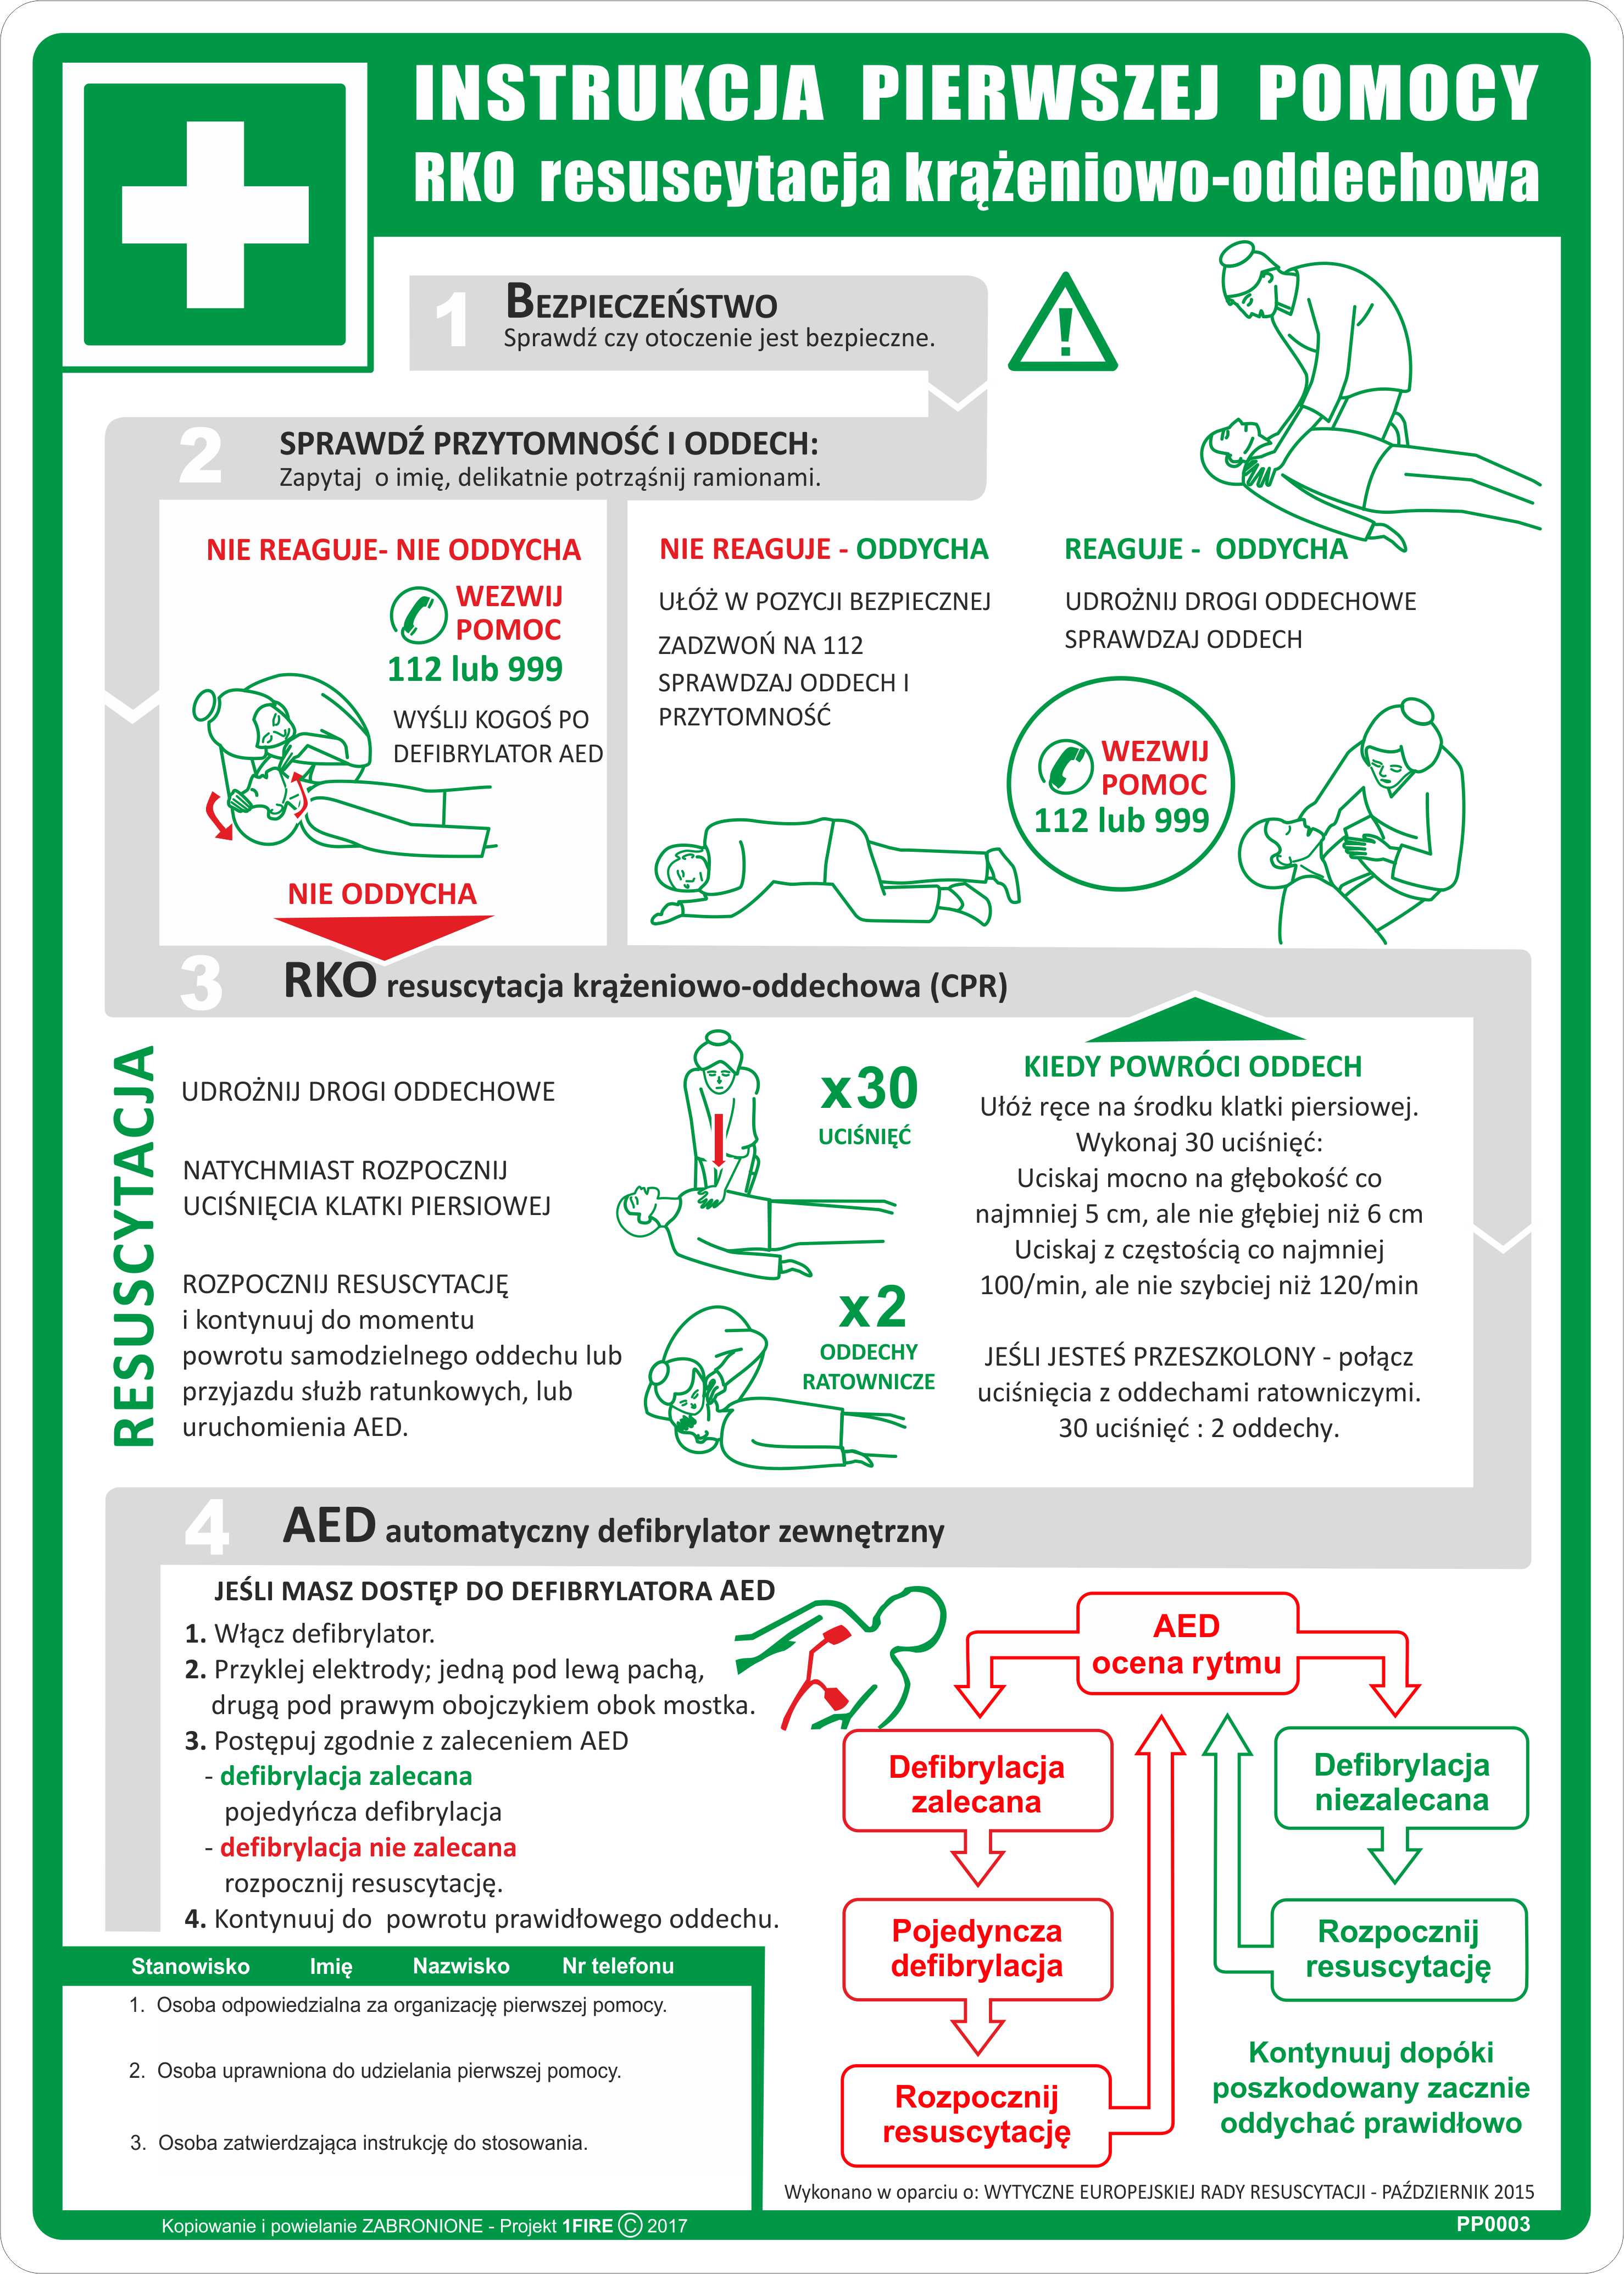 INSTRUKCJA PIERWSZEJ POMOCY
RKO resuscytacja krążeniowo-oddechowa
1
BEZPIECZEŃSTWO
Sprawdź czy otoczenie jest bezpieczne.
!
2
SPRAWDŹ PRZYTOMNOŚĆ I ODDECH:
Zapytaj o imię, delikatnie potrząśnij ramionami.
NIE REAGUJE- NIE ODDYCHA
WEZWIJ
POMOC
112 lub 999
WYŚLIJ KOGOŚ PO
DEFIBRYLATOR AED
NIE ODDYCHA
NIE REAGUJE - ODDYCHA
UŁÓŻ W POZYCJI BEZPIECZNEJ
ZADZWOŃ NA 112
SPRAWDZAJ ODDECH I
PRZYTOMNOŚĆ
REAGUJE - ODDYCHA
UDROŻNIJ DROGI ODDECHOWE
SPRAWDZAJ ODDECH
WEZWIJ
POMOC
112 lub 999
3
RKO resuscytacja krążeniowo-oddechowa (CPR)
RESUSCYTACJA
UDROŻNIJ DROGI ODDECHOWE
NATYCHMIAST ROZPOCZNIJ
UCIŚNIĘCIA KLATKI PIERSIOWEJ
ROZPOCZNIJ RESUSCYTACJĘ
i kontynuuj do momentu
powrotu samodzielnego oddechu lub
przyjazdu służb ratunkowych, lub
uruchomienia AED.
x30
UCIŚNIĘĆ
x2
ODDECHY
RATOWNICZE
KIEDY POWRÓCI ODDECH
Ułóż ręce na środku klatki piersiowej.
Wykonaj 30 uciśnięć:
Uciskaj mocno na głębokość co
najmniej 5 cm, ale nie głębiej niż 6 cm
Uciskaj z częstością co najmniej
100/min, ale nie szybciej niż 120/min
JEŚLI JESTEŚ PRZESZKOLONY - połącz
uciśnięcia z oddechami ratowniczymi.
30 uciśnięć : 2 oddechy.
4
AED automatyczny defibrylator zewnętrzny
JEŚLI MASZ DOSTĘP DO DEFIBRYLATORA AED
1. Włącz defibrylator.
2. Przyklej elektrody; jedną pod lewą pachą,
drugą pod prawym obojczykiem obok mostka.
3. Postępuj zgodnie z zaleceniem AED
- defibrylacja zalecana
pojedyńcza defibrylacja
- defibrylacja nie zalecana
rozpocznij resuscytację.
4. Kontynuuj do powrotu prawidłowego oddechu.
AED
ocena rytmu
Defibrylacja
zalecana
Pojedyncza
defibrylacja
Rozpocznij
resuscytację
Defibrylacja
niezalecana
Rozpocznij
resuscytację
Kontynuuj dopóki
poszkodowany zacznie
oddychać prawidłowo
Stanowisko Imię Nazwisko Nr telefonu
1. Osoba odpowiedzialna za organizację pierwszej pomocy.
2. Osoba uprawniona do udzielania pierwszej pomocy.
3. Osoba zatwierdzająca instrukcję do stosowania.
Wykonano w oparciu o: WYTYCZNE EUROPEJSKIEJ RADY RESUSCYTACJI - PAŹDZIERNIK 2015
Kopiowanie i powielanie ZABRONIONE - Projekt 1FIRE © 2017
PP0003